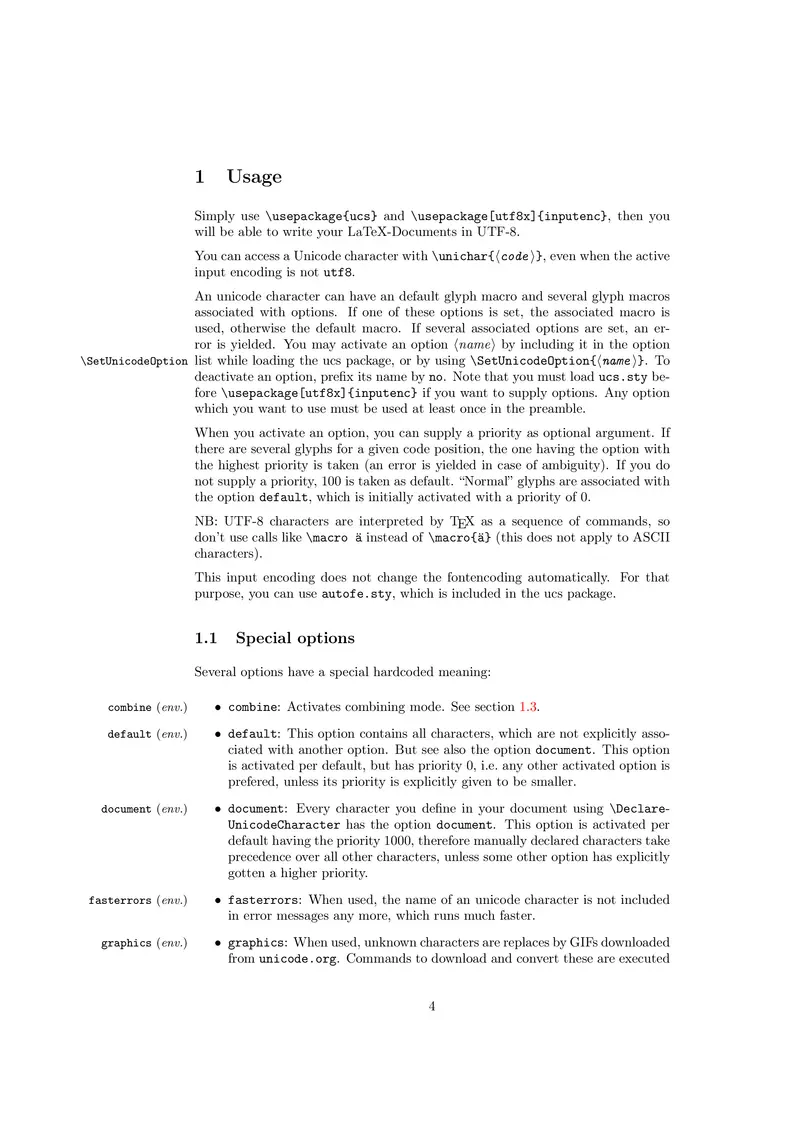 1 Usage
Simply use \usepackage{ucs} and \usepackage[utf8x]{inputenc}, then you
will be able to write your LaTeX-Documents in UTF-8.
You can access a Unicode character with \unichar{⟨code⟩}, even when the active
input encoding is not utf8.
An unicode character can have an default glyph macro and several glyph macros
associated with options. If one of these options is set, the associated macro is
used, otherwise the default macro. If several associated options are set, an er-
ror is yielded. You may activate an option ⟨name⟩ by including it in the option
\SetUnicodeOption list while loading the ucs package, or by using \SetUnicodeOption{⟨name⟩}. To
deactivate an option, prefix its name by no. Note that you must load ucs.sty be-
fore \usepackage[utf8x]{inputenc} if you want to supply options. Any option
which you want to use must be used at least once in the preamble.
When you activate an option, you can supply a priority as optional argument. If
there are several glyphs for a given code position, the one having the option with
the highest priority is taken (an error is yielded in case of ambiguity). If you do
not supply a priority, 100 is taken as default. “Normal” glyphs are associated with
the option default, which is initially activated with a priority of 0.
NB: UTF-8 characters are interpreted by TEX as a sequence of commands, so
don’t use calls like \macro ä instead of \macro{ä} (this does not apply to ASCII
characters).
This input encoding does not change the fontencoding automatically. For that
purpose, you can use autofe.sty, which is included in the ucs package.
1.1 Special options
Several options have a special hardcoded meaning:
combine (env.) • combine: Activates combining mode. See section 1.3.
default (env.) • default: This option contains all characters, which are not explicitly asso-
ciated with another option. But see also the option document. This option
is activated per default, but has priority 0, i.e. any other activated option is
prefered, unless its priority is explicitly given to be smaller.
document (env.) • document: Every character you define in your document using \Declare-
UnicodeCharacter has the option document. This option is activated per
default having the priority 1000, therefore manually declared characters take
precedence over all other characters, unless some other option has explicitly
gotten a higher priority.
fasterrors (env.) • fasterrors: When used, the name of an unicode character is not included
in error messages any more, which runs much faster.
graphics (env.) • graphics: When used, unknown characters are replaces by GIFs downloaded
from unicode.org. Commands to download and convert these are executed
4